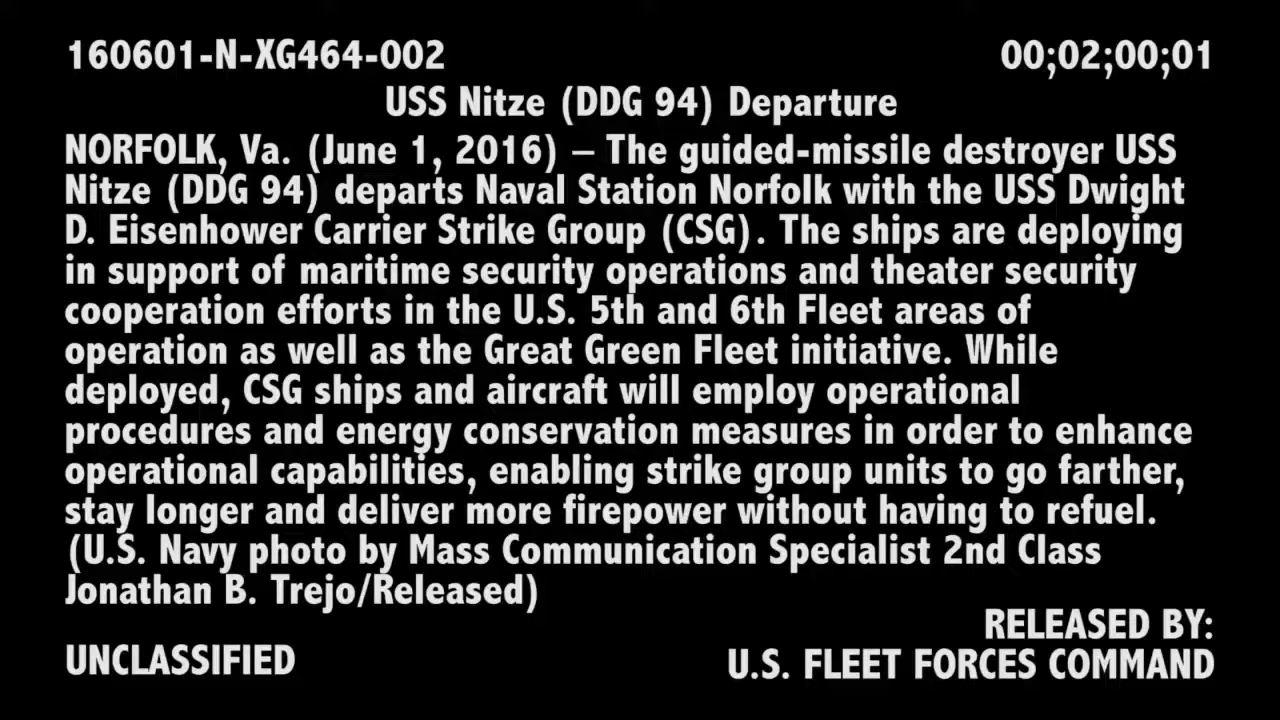 160601-N-XG464-002 00;02;00;01
USS Nitze (DDG 94) Departure
NORFOLK, Va. (June 1, 2016) – The guided-missile destroyer USS
Nitze (DDG 94) departs Naval Station Norfolk with the USS Dwight
D. Eisenhower Carrier Strike Group (CSG). The ships are deploying
in support of maritime security operations and theater security
cooperation efforts in the U.S. 5th and 6th Fleet areas of
operation as well as the Great Green Fleet initiative. While
deployed, CSG ships and aircraft will employ operational
procedures and energy conservation measures in order to enhance
operational capabilities, enabling strike group units to go farther,
stay longer and deliver more firepower without having to refuel.
(U.S. Navy photo by Mass Communication Specialist 2nd Class
Jonathan B. Trejo/Released)
UNCLASSIFIED
RELEASED BY:
U.S. FLEET FORCES COMMAND